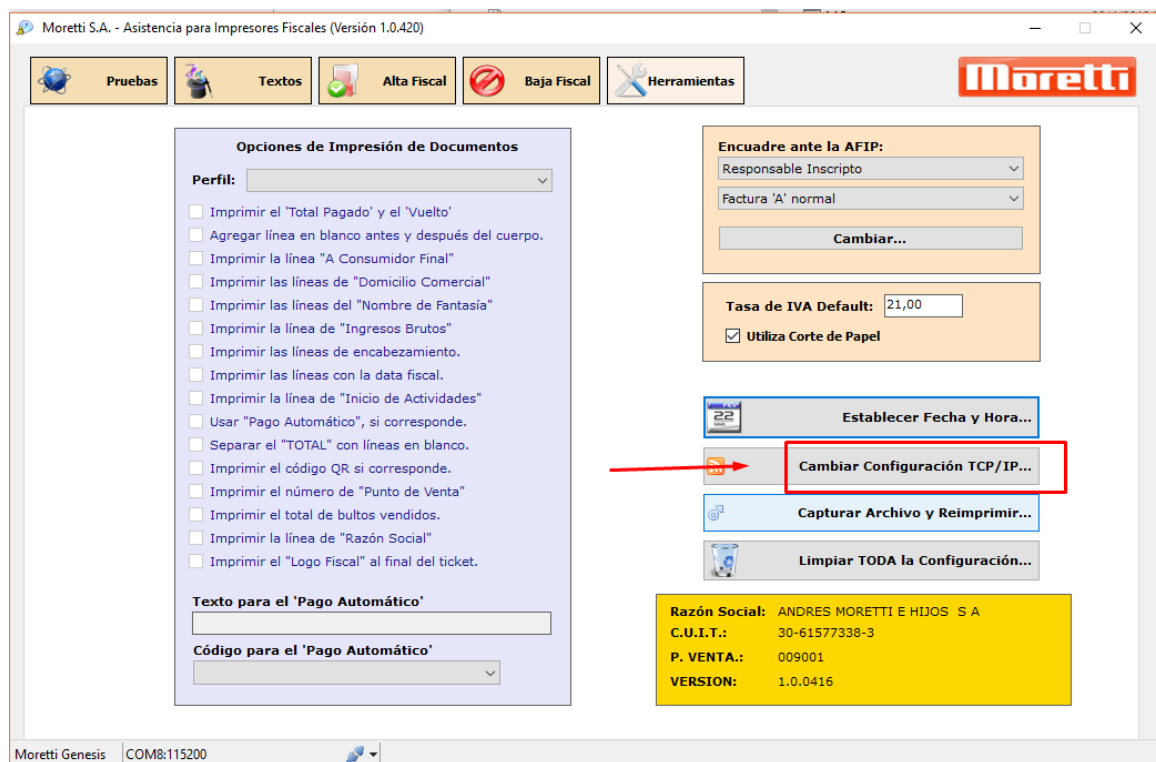 Moretti S.A. - Asistencia para Impresores Fiscales (Versión 1.0.420)
Pruebas
Textos
Alta Fiscal
Baja Fiscal
Herramientas
Moretti
Opciones de Impresión de Documentos
Perfil:
Imprimir el 'Total Pagado' y el 'Vuelto'
Agregar línea en blanco antes y después del cuerpo.
Imprimir la línea "A Consumidor Final"
Imprimir las líneas de "Domicilio Comercial"
Imprimir las líneas del "Nombre de Fantasía"
Imprimir la línea de "Ingresos Brutos"
Imprimir las líneas de encabezamiento.
Imprimir las líneas con la data fiscal.
Imprimir la línea de "Inicio de Actividades"
Usar "Pago Automático", si corresponde.
Separar el "TOTAL" con líneas en blanco.
Imprimir el código QR si corresponde.
Imprimir el número de "Punto de Venta"
Imprimir el total de bultos vendidos.
Imprimir la línea de "Razón Social"
Imprimir el "Logo Fiscal" al final del ticket.
Texto para el 'Pago Automático'
Código para el 'Pago Automático'
Encuadre ante la AFIP:
Responsable Inscripto
Factura 'A' normal
Cambiar...
Tasa de IVA Default: 21,00
Utiliza Corte de Papel
22
Establecer Fecha y Hora...
Cambiar Configuración TCP/IP...
Capturar Archivo y Reimprimir...
Limpiar TODA la Configuración...
Razón Social: ANDRES MORETTI E HIJOS S A
C.U.I.T.: 30-61577338-3
P. VENTA.: 009001
VERSION: 1.0.0416
Moretti Genesis COM8:115200